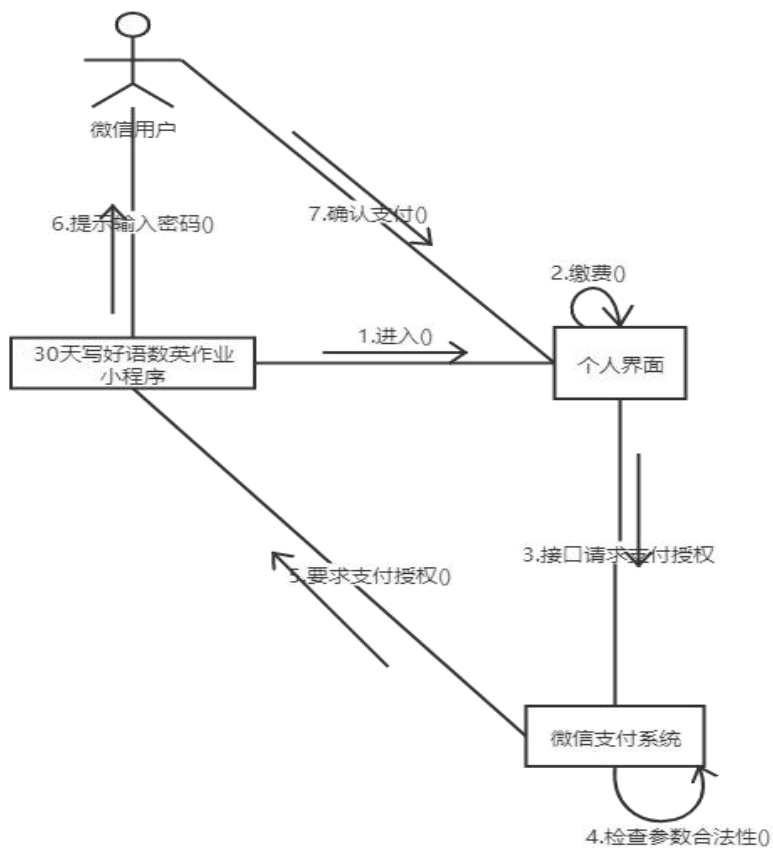 微信用户
6.提示输入密码()
7.确认支付()
2.缴费()
1.进入()
30天写好语数英作业
小程序
个人界面
3.接口请求支付授权
5.要求支付授权()
微信支付系统
4.检查参数合法性()